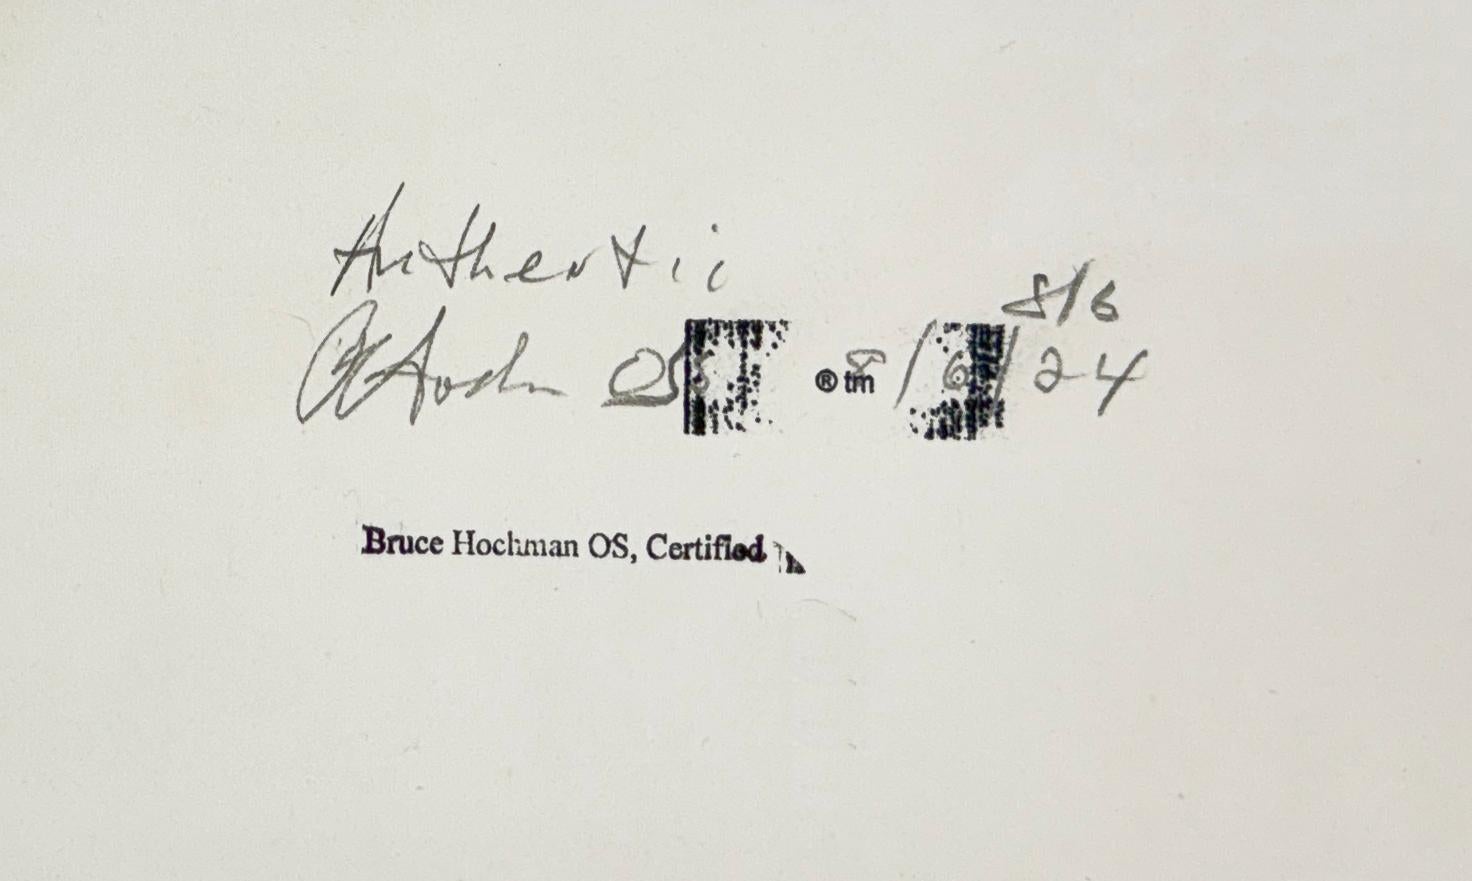 Authentic
8/6
OS ® tm 8/6/24
Bruce Hochman OS, Certified